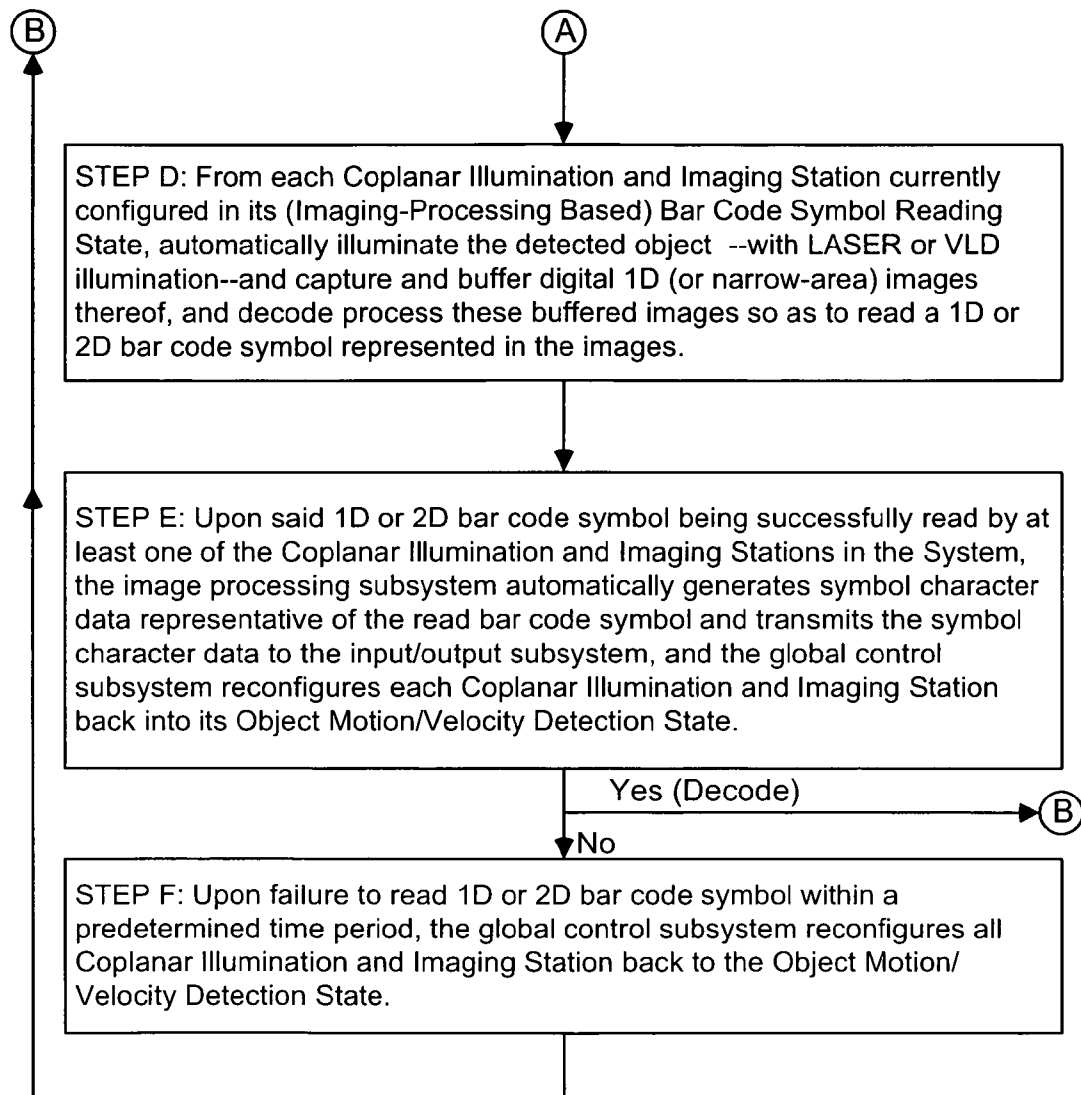 B
A
STEP D: From each Coplanar Illumination and Imaging Station currently
configured in its (Imaging-Processing Based) Bar Code Symbol Reading
State, automatically illuminate the detected object --with LASER or VLD
illumination--and capture and buffer digital 1D (or narrow-area) images
thereof, and decode process these buffered images so as to read a 1D or
2D bar code symbol represented in the images.
STEP E: Upon said 1D or 2D bar code symbol being successfully read by at
least one of the Coplanar Illumination and Imaging Stations in the System,
the image processing subsystem automatically generates symbol character
data representative of the read bar code symbol and transmits the symbol
character data to the input/output subsystem, and the global control
subsystem reconfigures each Coplanar Illumination and Imaging Station
back into its Object Motion/Velocity Detection State.
Yes (Decode)
B
No
STEP F: Upon failure to read 1D or 2D bar code symbol within a
predetermined time period, the global control subsystem reconfigures all
Coplanar Illumination and Imaging Station back to the Object Motion/
Velocity Detection State.